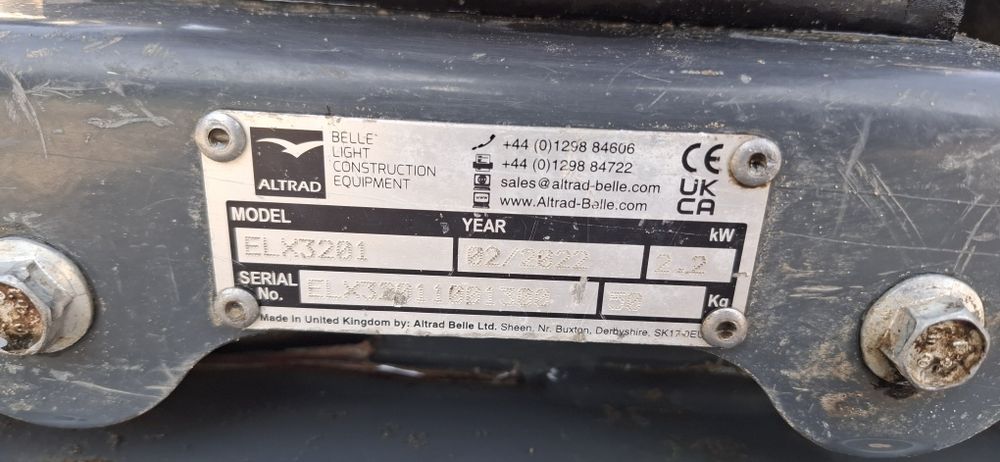 ALTRAD
BELLE
LIGHT
CONSTRUCTION
EQUIPMENT
+44 (0)1298 84606
+44 (0)1298 84722
sales@altrad-belle.com
www.Altrad-Belle.com
CE
UK
CA
MODEL YEAR kW
ELX3201 02/2022 2.2
SERIAL
No. Kg
Made in United Kingdom by: Altrad Belle Ltd. Sheen, Nr. Buxton, Derbyshire,